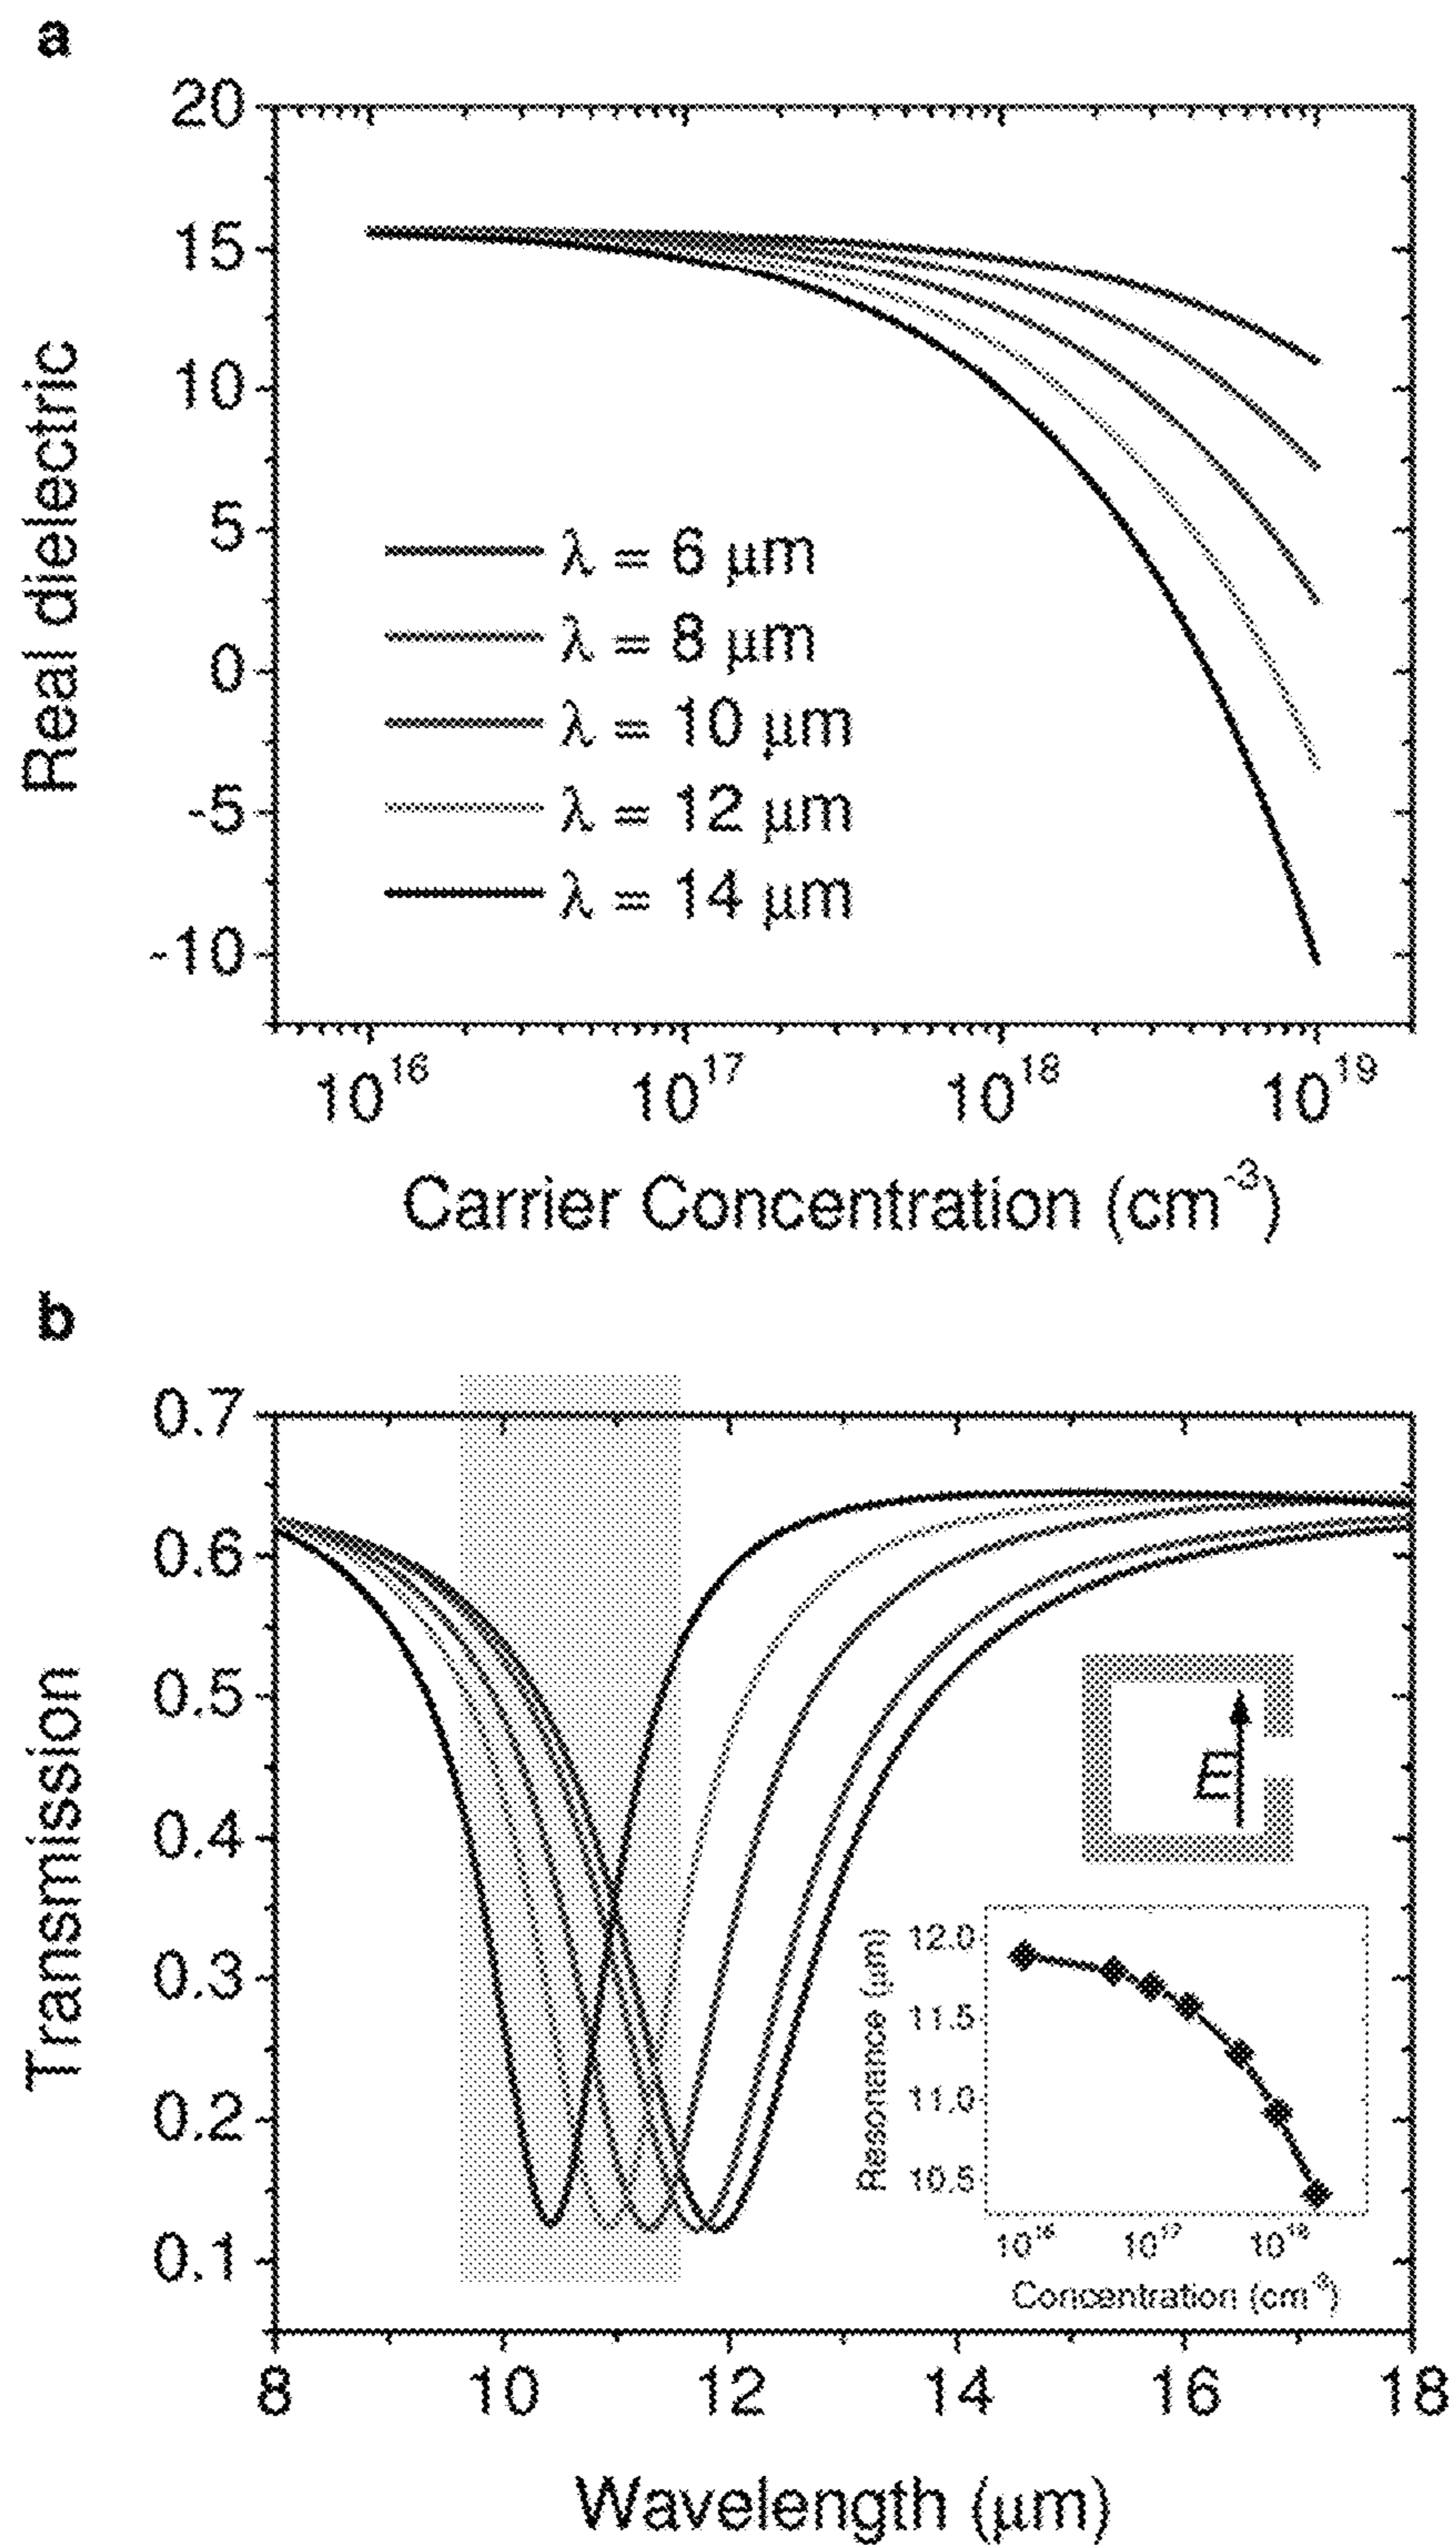 a
20
15
10
5
0
-5
-10
Real dielectric
λ = 6 μm
λ = 8 μm
λ = 10 μm
λ = 12 μm
λ = 14 μm
10^16 10^17 10^18 10^19
Carrier Concentration (cm^-3)
b
0.7
0.6
0.5
0.4
0.3
0.2
0.1
Transmission
E
12.0
11.5
11.0
10.5
Resonance (μm)
10^16 10^17 10^18
Concentration (cm^-3)
8 10 12 14 16 18
Wavelength (μm)